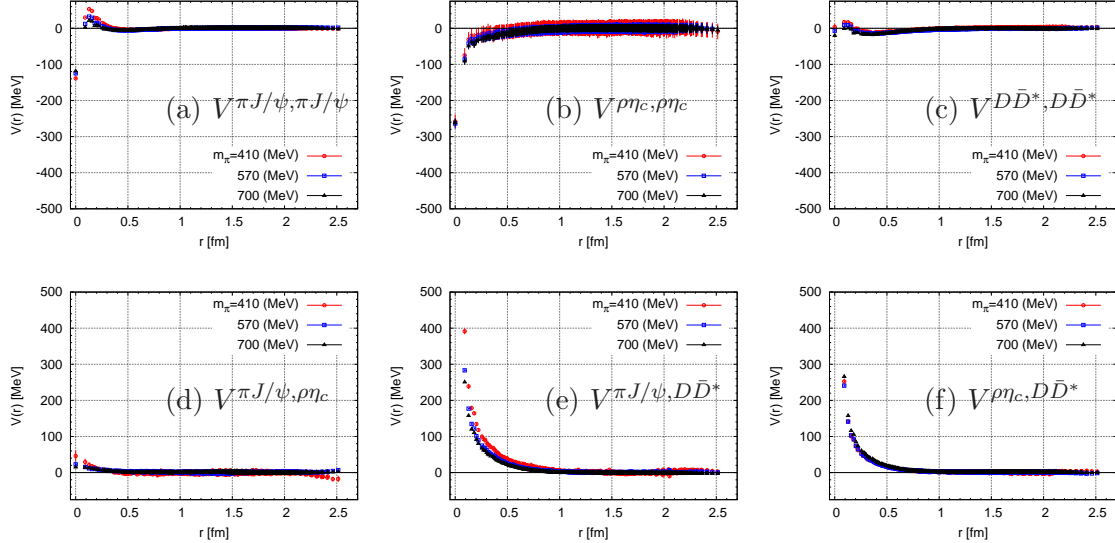 100
0
-100
-200
-300
-400
-500
V(r) [MeV]
(a) V^{πJ/ψ,πJ/ψ}
m_π=410 (MeV)
570 (MeV)
700 (MeV)
0 0.5 1 1.5 2 2.5
r [fm]
100
0
-100
-200
-300
-400
-500
V(r) [MeV]
(b) V^{ρη_c,ρη_c}
m_π=410 (MeV)
570 (MeV)
700 (MeV)
0 0.5 1 1.5 2 2.5
r [fm]
100
0
-100
-200
-300
-400
-500
V(r) [MeV]
(c) V^{DD̄*,DD̄*}
m_π=410 (MeV)
570 (MeV)
700 (MeV)
0 0.5 1 1.5 2 2.5
r [fm]
500
400
300
200
100
0
V(r) [MeV]
m_π=410 (MeV)
570 (MeV)
700 (MeV)
(d) V^{πJ/ψ,ρη_c}
0 0.5 1 1.5 2 2.5
r [fm]
500
400
300
200
100
0
V(r) [MeV]
m_π=410 (MeV)
570 (MeV)
700 (MeV)
(e) V^{πJ/ψ,DD̄*}
0 0.5 1 1.5 2 2.5
r [fm]
500
400
300
200
100
0
V(r) [MeV]
m_π=410 (MeV)
570 (MeV)
700 (MeV)
(f) V^{ρη_c,DD̄*}
0 0.5 1 1.5 2 2.5
r [fm]